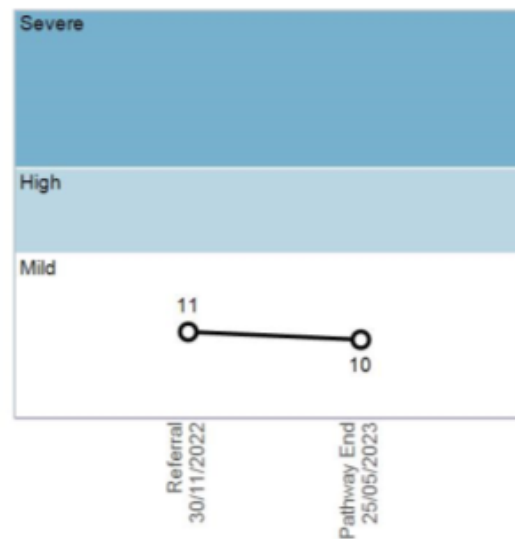 Severe
High
Mild
11
10
Referral
30/11/2022
Pathway End
25/05/2023